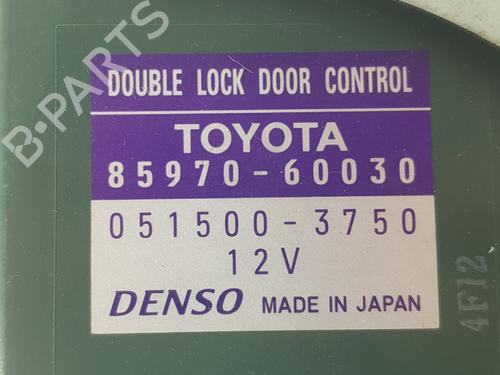 DOUBLE LOCK DOOR CONTROL
TOYOTA
85970-60030
051500-3750
12V
DENSO MADE IN JAPAN
4F12
B-PARTS